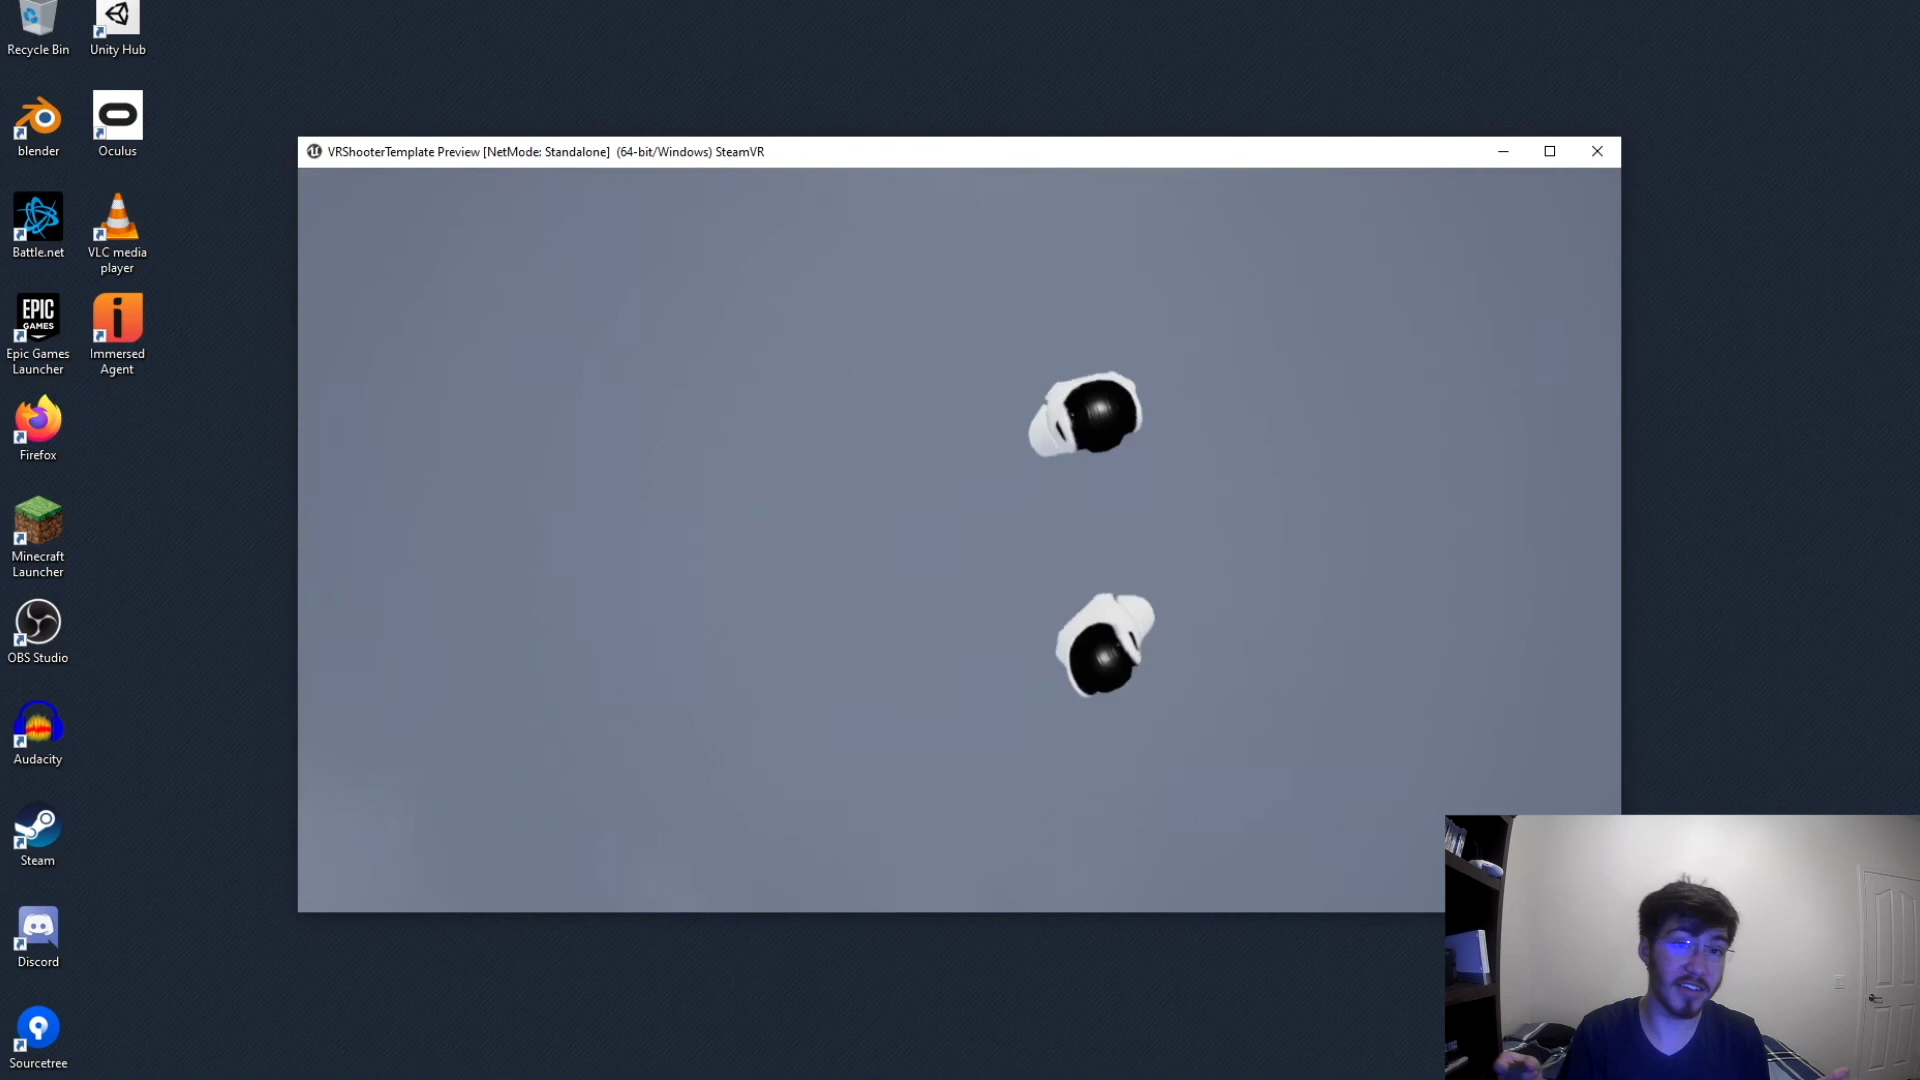 Recycle Bin
Unity Hub
blender
Oculus
Battle.net
VLC media
player
EPIC
GAMES
Epic Games
Launcher
Immersed
Agent
Firefox
Minecraft
Launcher
OBS Studio
Audacity
Steam
Discord
Sourcetree
VRShooterTemplate Preview [NetMode: Standalone] (64-bit/Windows) SteamVR